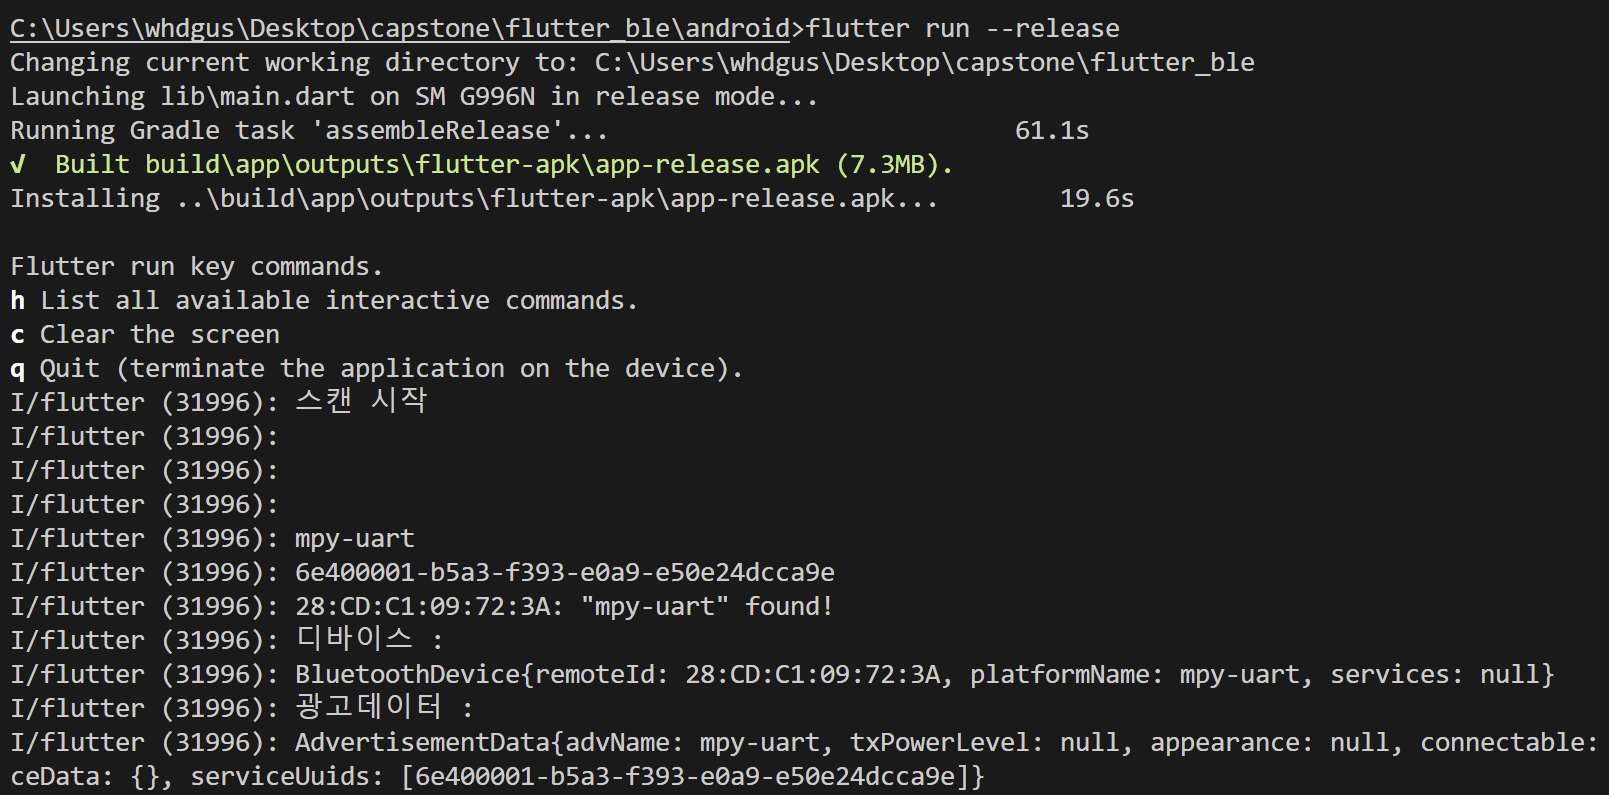 C:\Users\whdgus\Desktop\capstone\flutter_ble\android>flutter run --release
Changing current working directory to: C:\Users\whdgus\Desktop\capstone\flutter_ble
Launching lib\main.dart on SM G996N in release mode...
Running Gradle task 'assembleRelease'... 61.1s
√ Built build\app\outputs\flutter-apk\app-release.apk (7.3MB).
Installing ..\build\app\outputs\flutter-apk\app-release.apk... 19.6s
Flutter run key commands.
h List all available interactive commands.
c Clear the screen
q Quit (terminate the application on the device).
I/flutter (31996): 스캔 시작
I/flutter (31996):
I/flutter (31996):
I/flutter (31996):
I/flutter (31996): mpy-uart
I/flutter (31996): 6e400001-b5a3-f393-e0a9-e50e24dcca9e
I/flutter (31996): 28:CD:C1:09:72:3A: "mpy-uart" found!
I/flutter (31996): 디바이스 :
I/flutter (31996): BluetoothDevice{remoteId: 28:CD:C1:09:72:3A, platformName: mpy-uart, services: null}
I/flutter (31996): 광고데이터 :
I/flutter (31996): AdvertisementData{advName: mpy-uart, txPowerLevel: null, appearance: null, connectable:
ceData: {}, serviceUuids: [6e400001-b5a3-f393-e0a9-e50e24dcca9e]}